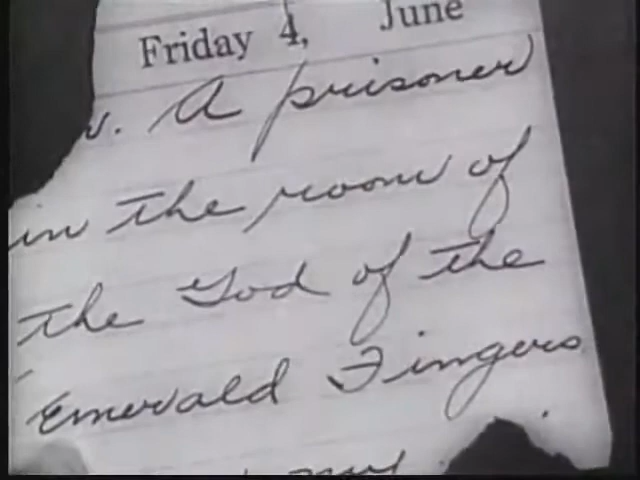 Friday 4, June
w. A prisoner
in the room of
the God of the
Emerald Fingers